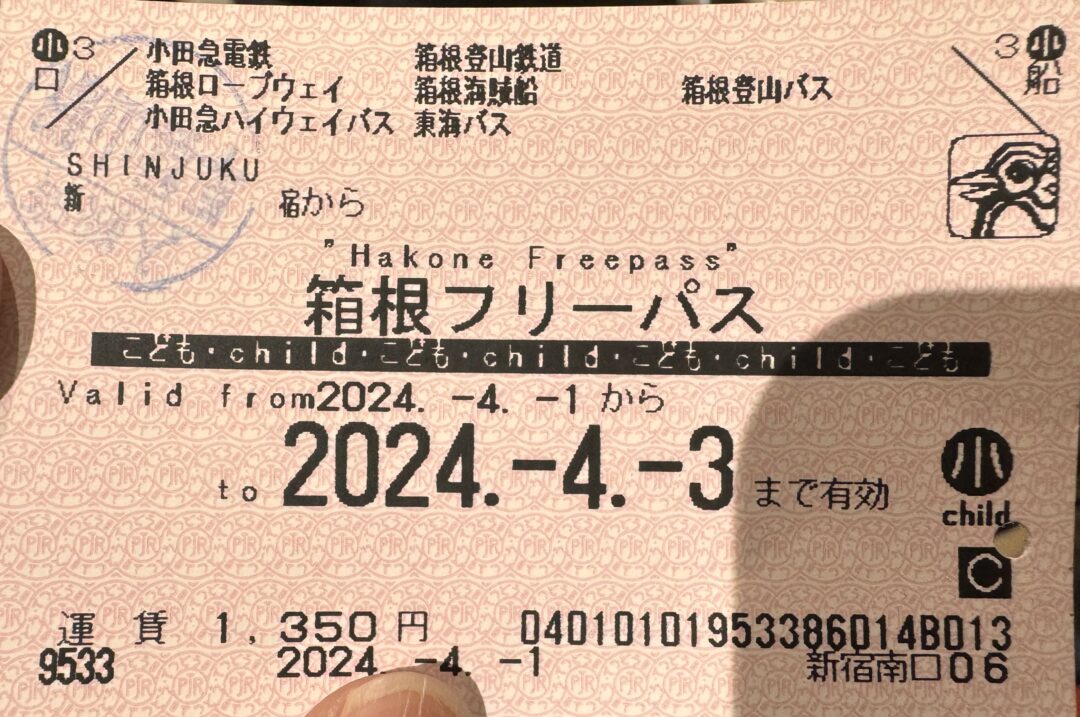 小 3 小田急電鉄 箱根登山鉄道 3 小
口 箱根ロープウェイ 箱根海賊船 箱根登山バス 船
小田急ハイウェイバス 東海バス
SHINJUKU
新 宿から
"Hakone Freepass"
箱根フリーパス
こども・child・こども・child・こども・child・こども
Valid from2024.-4.-1から
to 2024.-4.-3まで有効
小
child
C
運 賃 1,350円 04010101953386014B013
9533 2024.-4.-1 新宿南口06